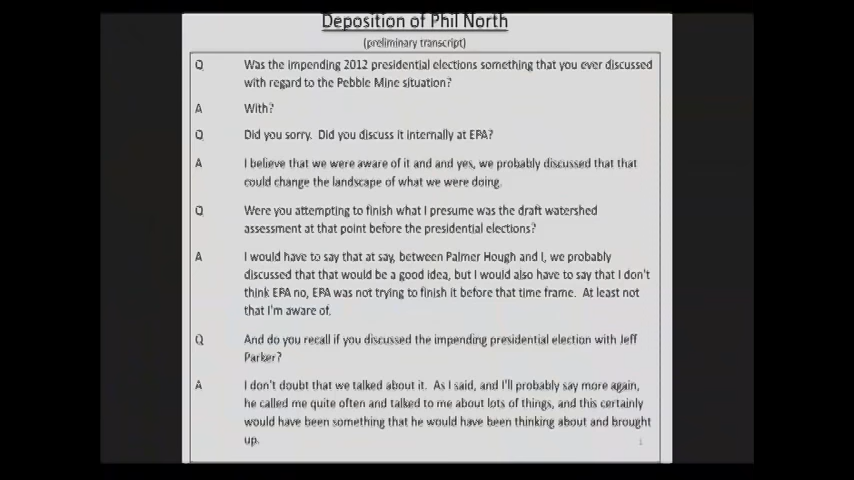 Deposition of Phil North
(preliminary transcript)
Q Was the impending 2012 presidential elections something that you ever discussed
with regard to the Pebble Mine situation?
A With?
Q Did you sorry. Did you discuss it internally at EPA?
A I believe that we were aware of it and and yes, we probably discussed that that
could change the landscape of what we were doing.
Q Were you attempting to finish what I presume was the draft watershed
assessment at that point before the presidential elections?
A I would have to say that at say, between Palmer Hough and I, we probably
discussed that that would be a good idea, but I would also have to say that I don't
think EPA no, EPA was not trying to finish it before that time frame. At least not
that I'm aware of.
Q And do you recall if you discussed the impending presidential election with Jeff
Parker?
A I don't doubt that we talked about it. As I said, and I'll probably say more again,
he called me quite often and talked to me about lots of things, and this certainly
would have been something that he would have been thinking about and brought
up.